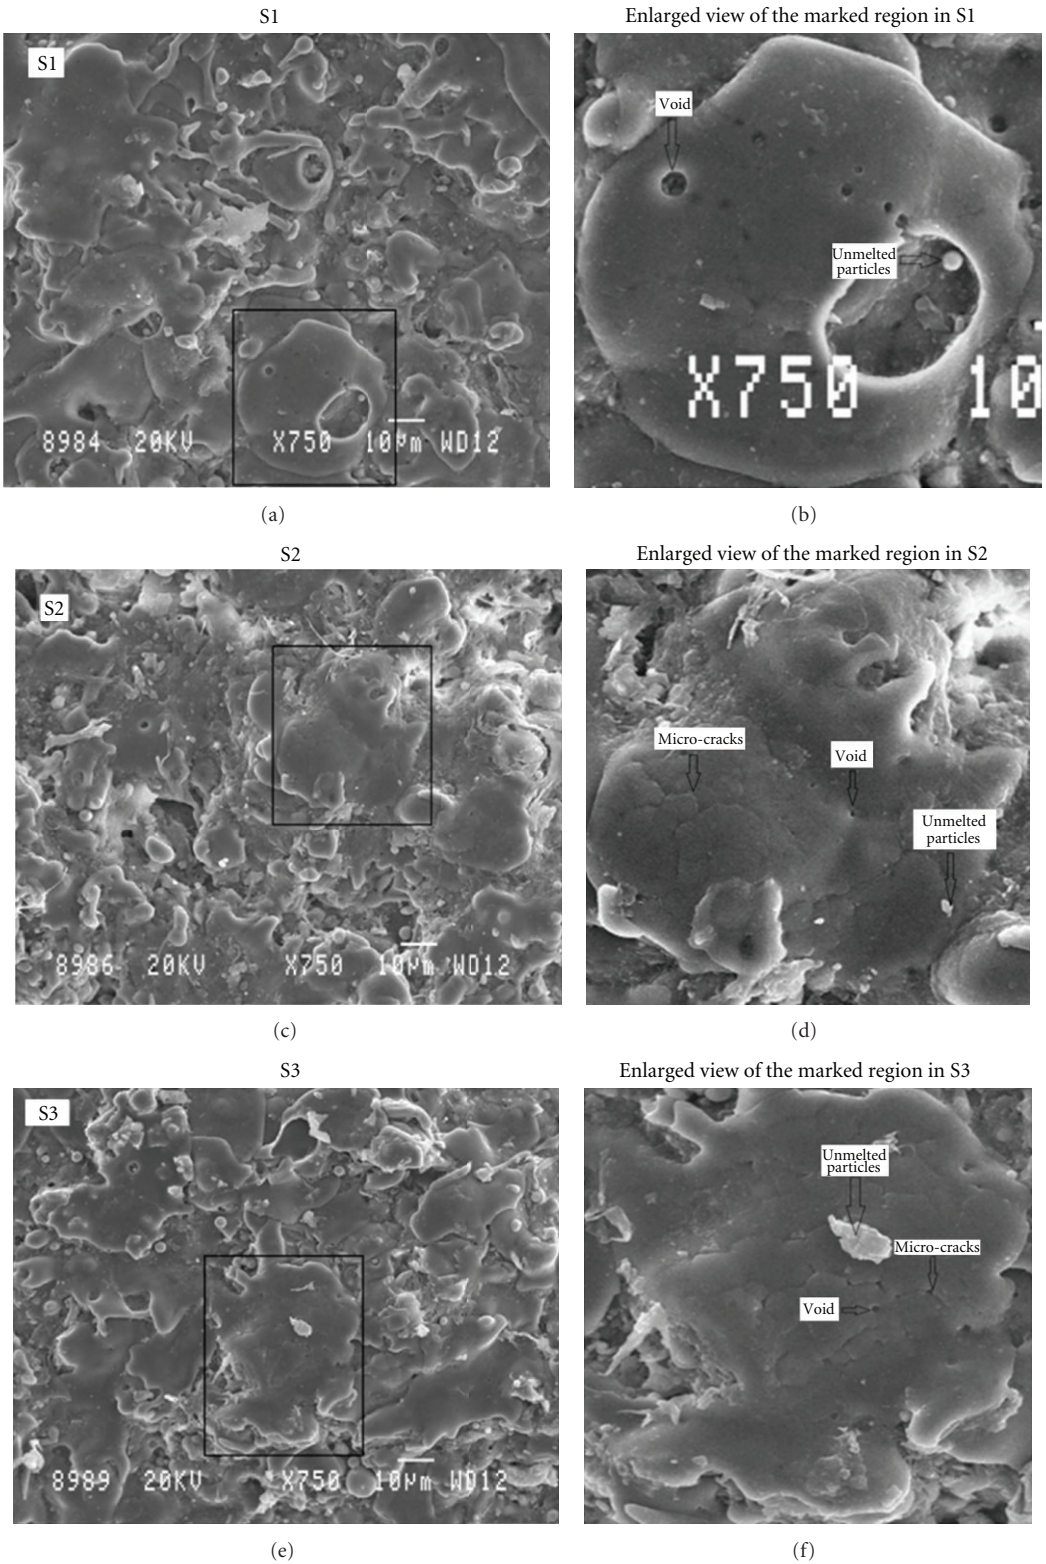 S1
Enlarged view of the marked region in S1
S1
8984 20KV X750 10μm WD12
Void
Unmelted
particles
X750 10
(a)
(b)
S2
Enlarged view of the marked region in S2
S2
8986 20KV X750 10μm WD12
Micro-cracks
Void
Unmelted
particles
(c)
(d)
S3
Enlarged view of the marked region in S3
S3
8989 20KV X750 10μm WD12
Unmelted
particles
Micro-cracks
Void
(e)
(f)